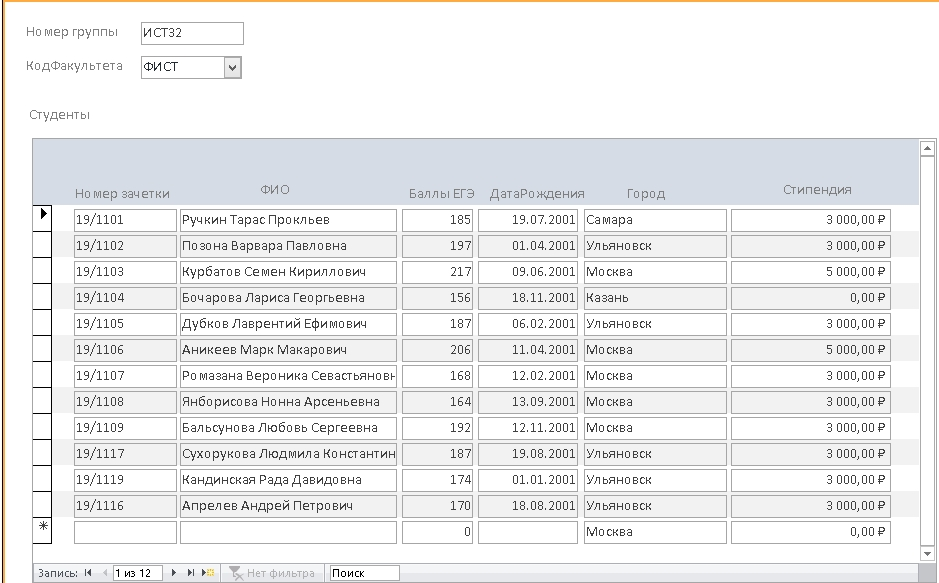 Номер группы ИСТ32
КодФакультета ФИСТ
Студенты
Номер зачетки ФИО Баллы ЕГЭ ДатаРождения Город Стипендия
19/1101 Ручкин Тарас Прокльев 185 19.07.2001 Самара 3 000,00 ₽
19/1102 Позона Варвара Павловна 197 01.04.2001 Ульяновск 3 000,00 ₽
19/1103 Курбатов Семен Кириллович 217 09.06.2001 Москва 5 000,00 ₽
19/1104 Бочарова Лариса Георгьевна 156 18.11.2001 Казань 0,00 ₽
19/1105 Дубков Лаврентий Ефимович 187 06.02.2001 Ульяновск 3 000,00 ₽
19/1106 Аникеев Марк Макарович 206 11.04.2001 Москва 5 000,00 ₽
19/1107 Ромазана Вероника Севастьяновн 168 12.02.2001 Москва 3 000,00 ₽
19/1108 Янборисова Нонна Арсеньевна 164 13.09.2001 Москва 3 000,00 ₽
19/1109 Бальсунова Любовь Сергеевна 192 12.11.2001 Москва 3 000,00 ₽
19/1117 Сухорукова Людмила Константин 187 19.08.2001 Ульяновск 3 000,00 ₽
19/1119 Кандинская Рада Давидовна 174 01.01.2001 Ульяновск 3 000,00 ₽
19/1116 Апрелев Андрей Петрович 170 18.08.2001 Ульяновск 3 000,00 ₽
0 Москва 0,00 ₽
Запись: 1 из 12 Нет фильтра Поиск